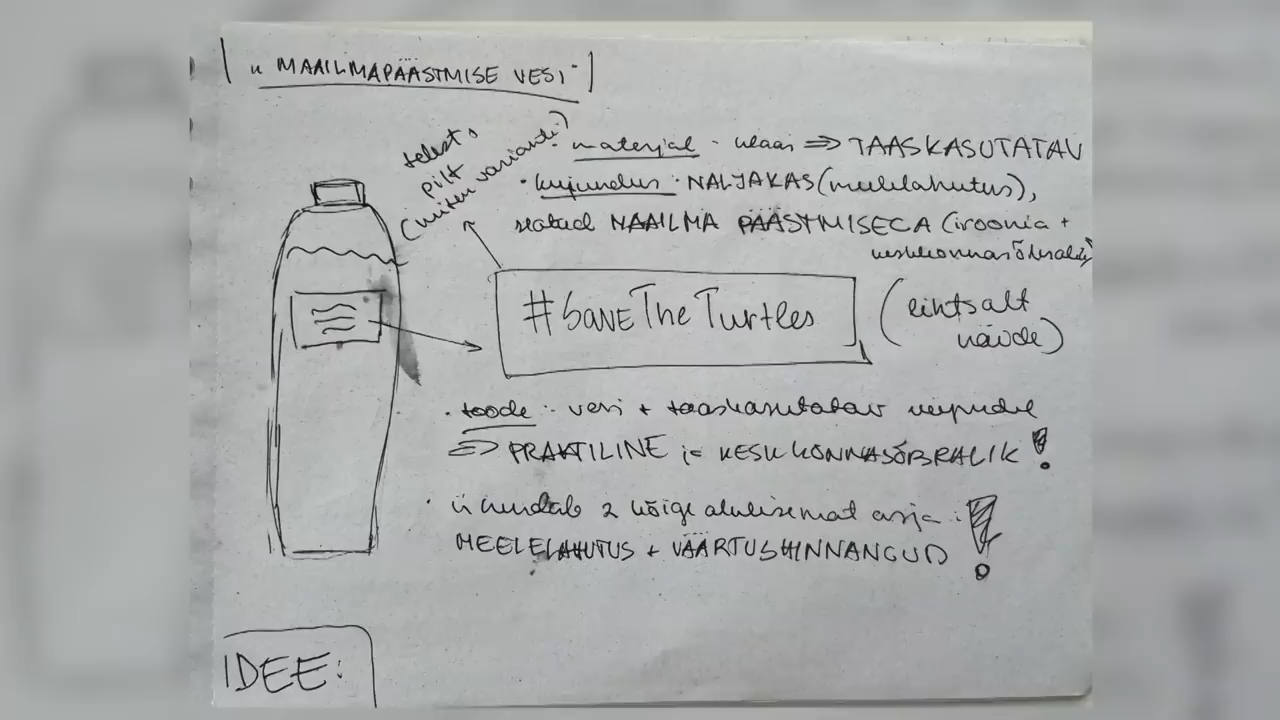 "MAAILMAPÄÄSTMISE VESI"
tekst,
pilt
(mitu varianti?)
materjal - klaas ⇒ TAASKASUTATAV
• kujundus • NALJAKAS (meelelahutus),
seotud MAAILMA PÄÄSTMISEGA (iroonia +
keskkonnasõbralik)
#SaveTheTurtles
(lihtsalt
näide)
• toode: vesi + taaskasutatav veepudel
⇒ PRAKTILINE ja KESKKONNASÕBRALIK!
• ühendab 2 kõige olulisemat asja:
MEELELAHUTUS + VÄÄRTUSHINNANGUD!
IDEE: